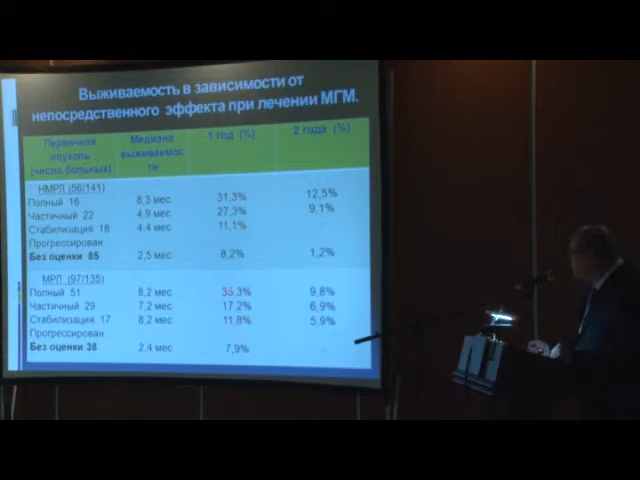 Выживаемость в зависимости от
непосредственного эффекта при лечении МГМ.
Первичная опухоль (число больных) Медиана выживаемости 1 год (%) 2 года (%)
НМРЛ (56/141)
Полный 16 8,3 мес 31,3% 12,5%
Частичный 22 4,9 мес 27,3% 9,1%
Стабилизация 18 4,4 мес 11,1%
Прогрессирован
Без оценки 85 2,5 мес 8,2% 1,2%
МРЛ (97/135)
Полный 51 8,2 мес 35,3% 9,8%
Частичный 29 7,2 мес 17,2% 6,9%
Стабилизация 17 8,2 мес 11,8% 5,9%
Прогрессирован
Без оценки 38 2,4 мес 7,9%